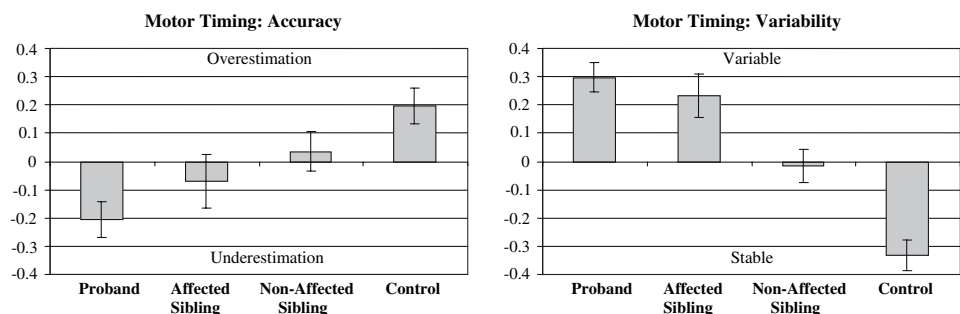 Motor Timing: Accuracy
0.4
0.3
0.2
0.1
0
-0.1
-0.2
-0.3
-0.4
Overestimation
Underestimation
Proband
Affected
Sibling
Non-Affected
Sibling
Control
Motor Timing: Variability
0.4
0.3
0.2
0.1
0
-0.1
-0.2
-0.3
-0.4
Variable
Stable
Proband
Affected
Sibling
Non-Affected
Sibling
Control